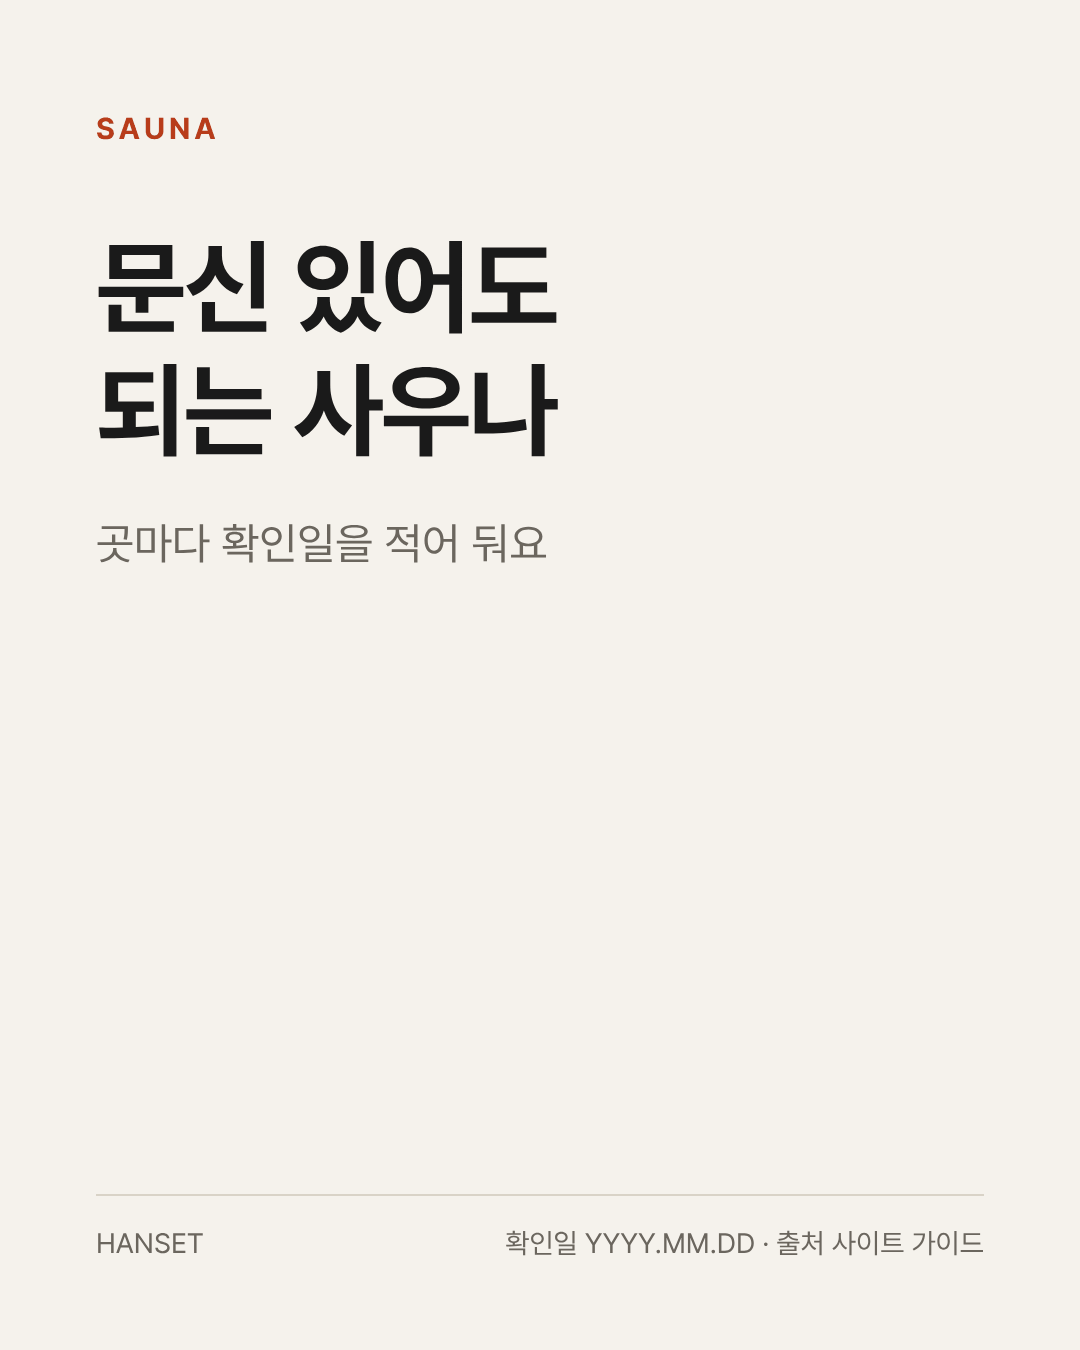 SAUNA
문신 있어도
되는 사우나
곳마다 확인일을 적어 둬요
HANSET
확인일 YYYY.MM.DD · 출처 사이트 가이드